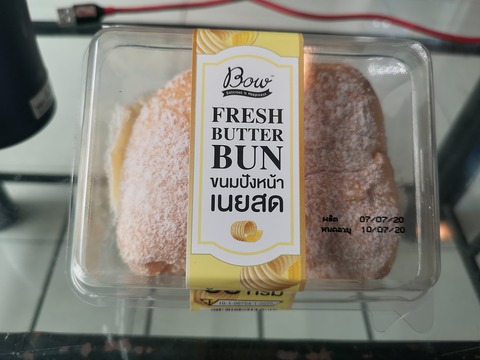 Bow
FRESH
BUTTER
BUN
ขนมปังหน้า
เนยสด
ผลิต 07/07/20
หมดอายุ 10/07/20